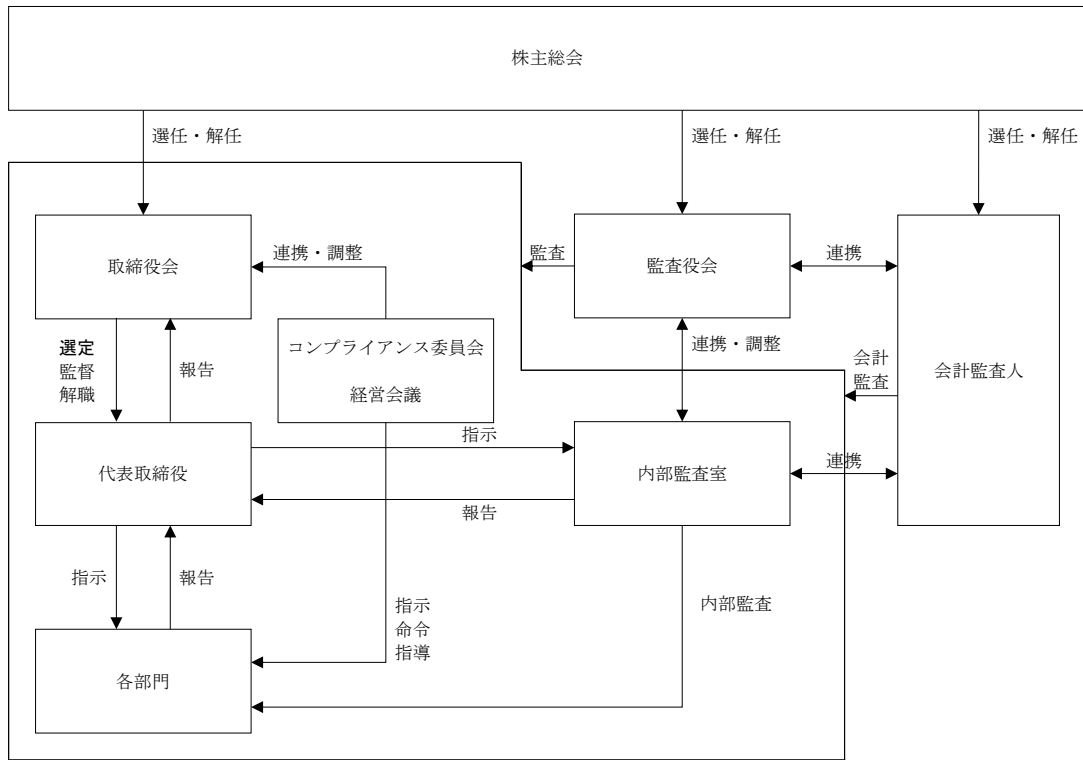 株主総会
選任・解任
選任・解任
選任・解任
取締役会
連携・調整
監査
監査役会
連携
選定
監督
解職
報告
コンプライアンス委員会
経営会議
連携・調整
会計
監査
会計監査人
代表取締役
指示
報告
内部監査室
連携
指示
報告
指示
命令
指導
内部監査
各部門